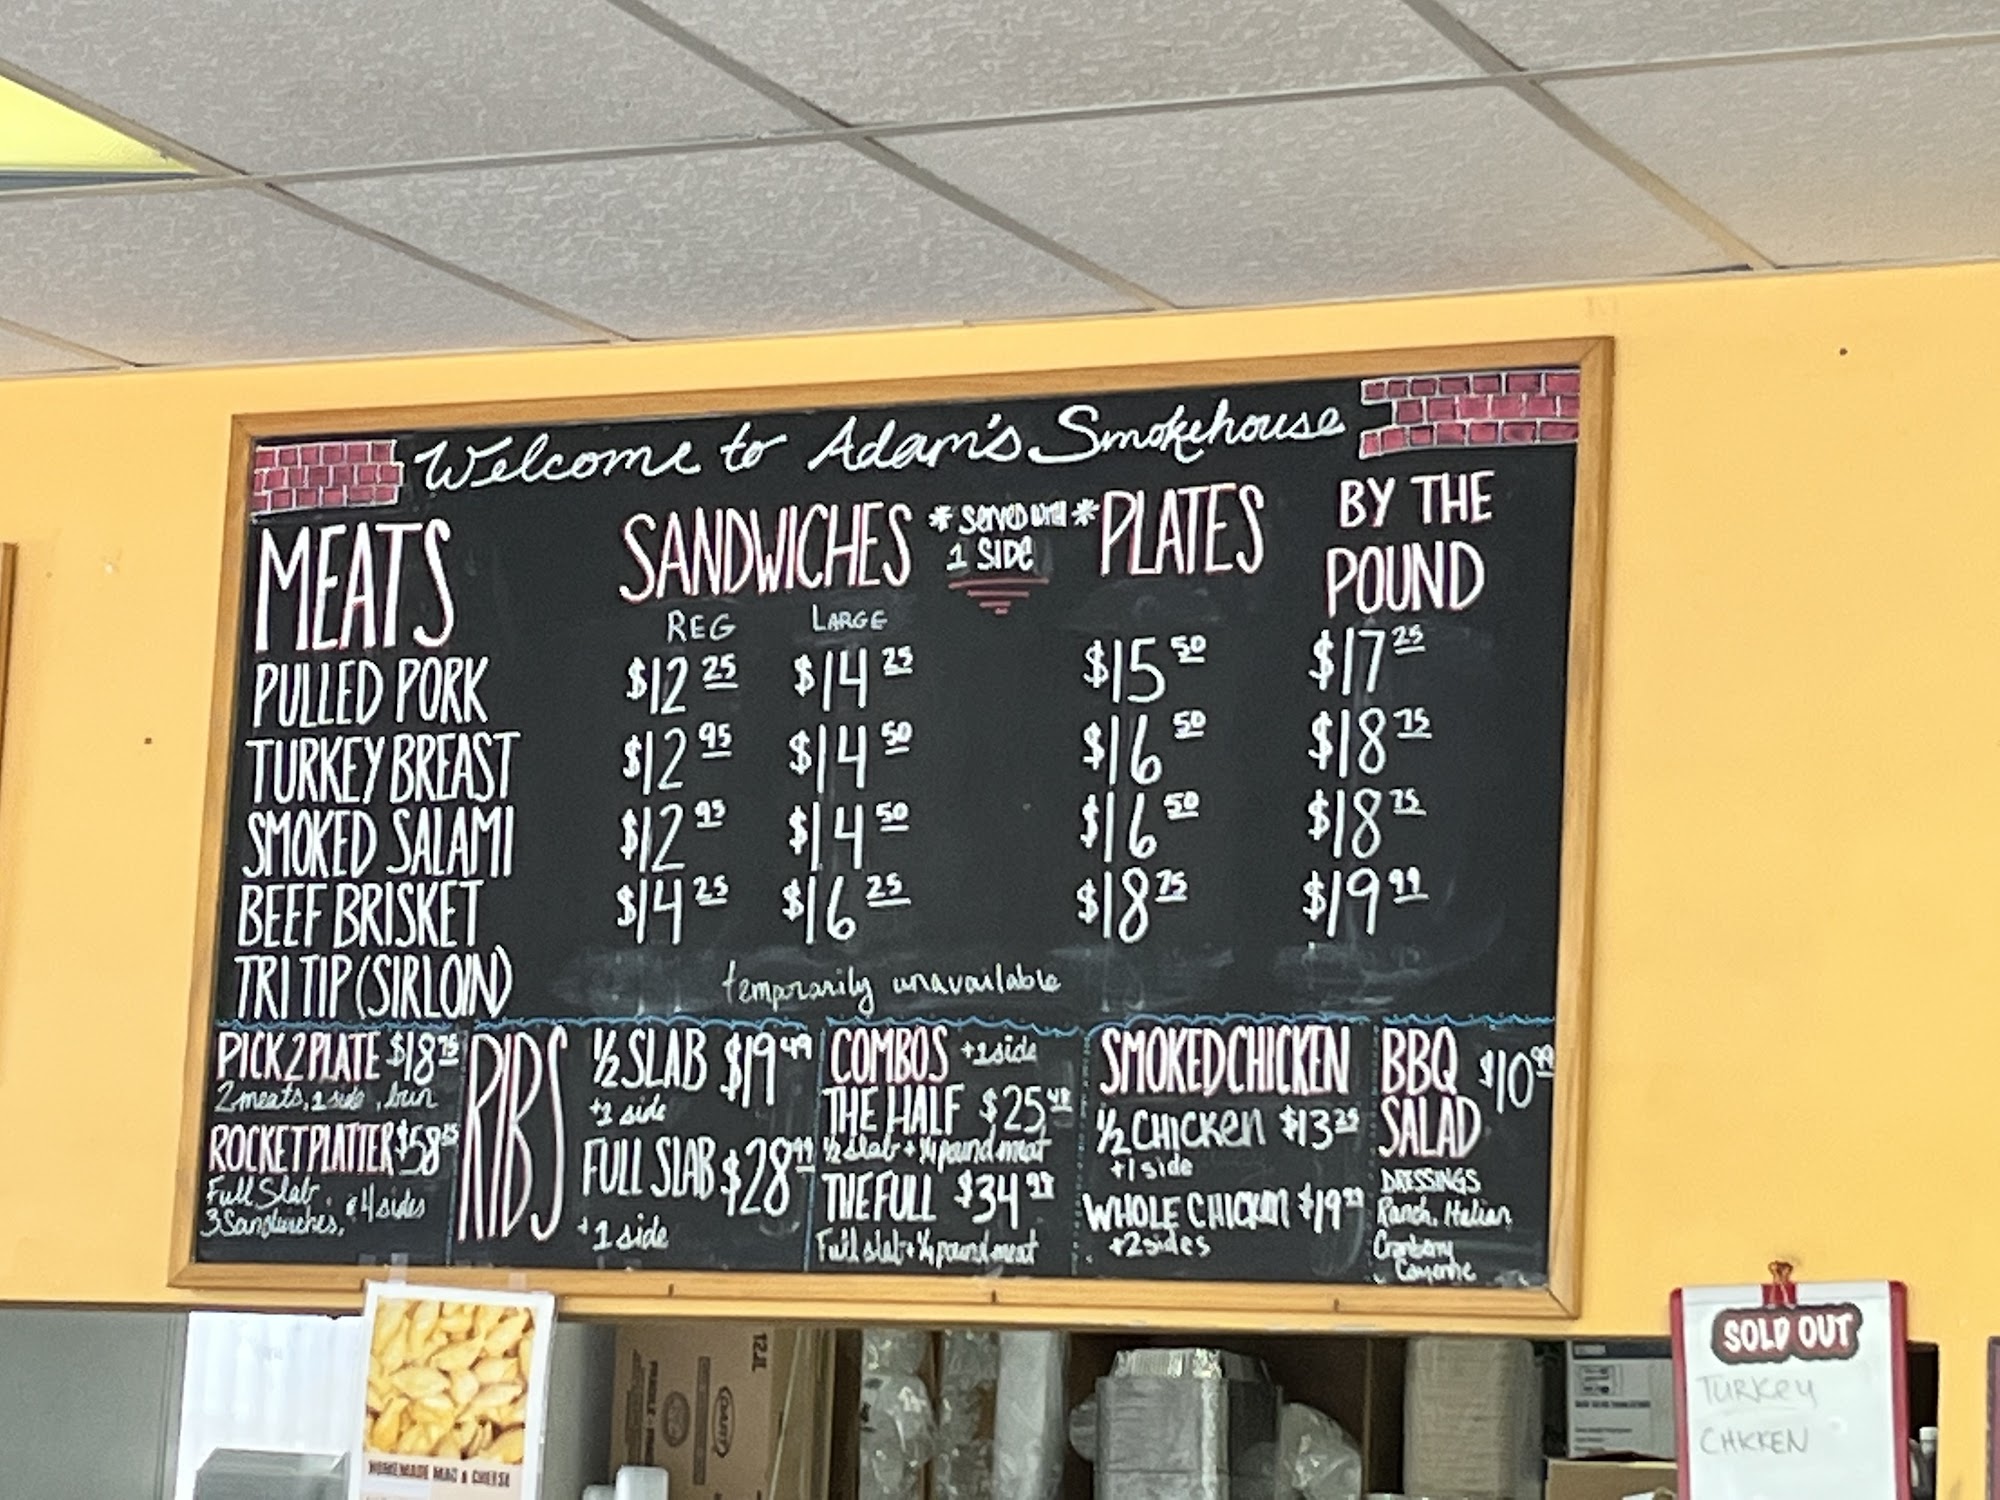 Welcome to Adam's Smokehouse
MEATS SANDWICHES *SERVED WITH* PLATES BY THE
1 SIDE POUND
REG LARGE
PULLED PORK $12 25 $14 25 $15 50 $17 25
TURKEY BREAST $12 95 $14 50 $16 50 $18 75
SMOKED SALAMI $12 95 $14 50 $16 50 $18 75
BEEF BRISKET $14 25 $16 25 $18 75 $19 99
TRI TIP (SIRLOIN) temporarily unavailable
PICK 2 PLATE $18 75
2 meats, 1 side, bun
ROCKET PLATTER $58
Full Slab,
3 Sandwiches, & 4 sides
RIBS
1/2 SLAB $19 49
+1 side
FULL SLAB $28 99
+1 side
COMBOS +1 side
THE HALF $25
1/2 slab + 1/4 pound meat
THE FULL $34
Full slab + 1/4 pound meat
SMOKED CHICKEN
1/2 CHICKEN $13 25
+1 side
WHOLE CHICKEN $19
+2 sides
BBQ $10 99
SALAD
DRESSINGS
Ranch, Italian
Cranberry
Cayenne
HOMEMADE MAC & CHEESE
12JL
SOLD OUT
TURKEY
CHICKEN